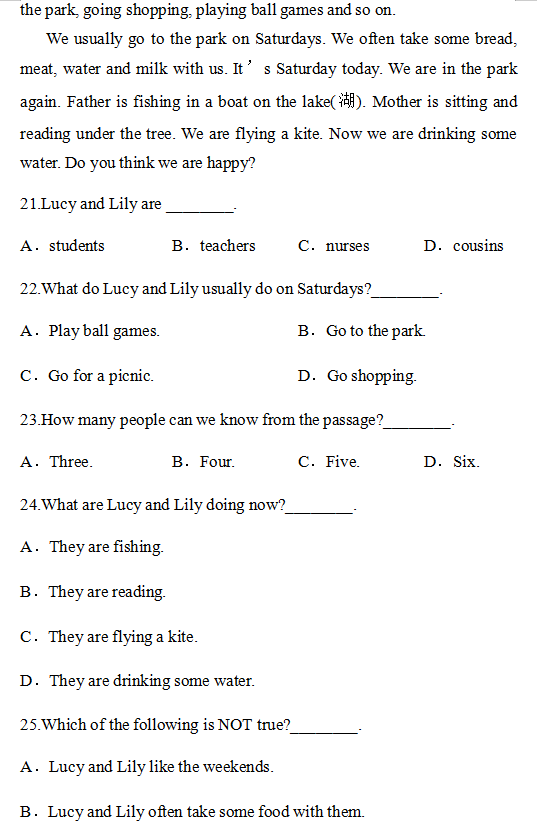 the park, going shopping, playing ball games and so on.
We usually go to the park on Saturdays. We often take some bread,
meat, water and milk with us. It’s Saturday today. We are in the park
again. Father is fishing in a boat on the lake(湖). Mother is sitting and
reading under the tree. We are flying a kite. Now we are drinking some
water. Do you think we are happy?
21.Lucy and Lily are ________.
A．students B．teachers C．nurses D．cousins
22.What do Lucy and Lily usually do on Saturdays?________.
A．Play ball games. B．Go to the park.
C．Go for a picnic. D．Go shopping.
23.How many people can we know from the passage?________.
A．Three. B．Four. C．Five. D．Six.
24.What are Lucy and Lily doing now?________.
A．They are fishing.
B．They are reading.
C．They are flying a kite.
D．They are drinking some water.
25.Which of the following is NOT true?________.
A．Lucy and Lily like the weekends.
B．Lucy and Lily often take some food with them.